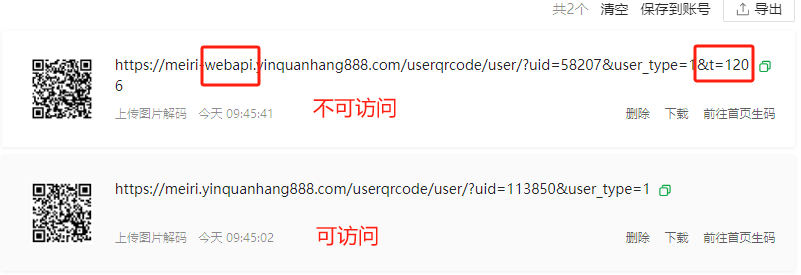 共2个 清空 保存到账号 导出
https://meiri-webapi.yinquanhang888.com/userqrcode/user/?uid=58207&user_type=1&t=120
6
上传图片解码 今天 09:45:41 不可访问 删除 下载 前往首页生码
https://meiri.yinquanhang888.com/userqrcode/user/?uid=113850&user_type=1
上传图片解码 今天 09:45:02 可访问 删除 下载 前往首页生码